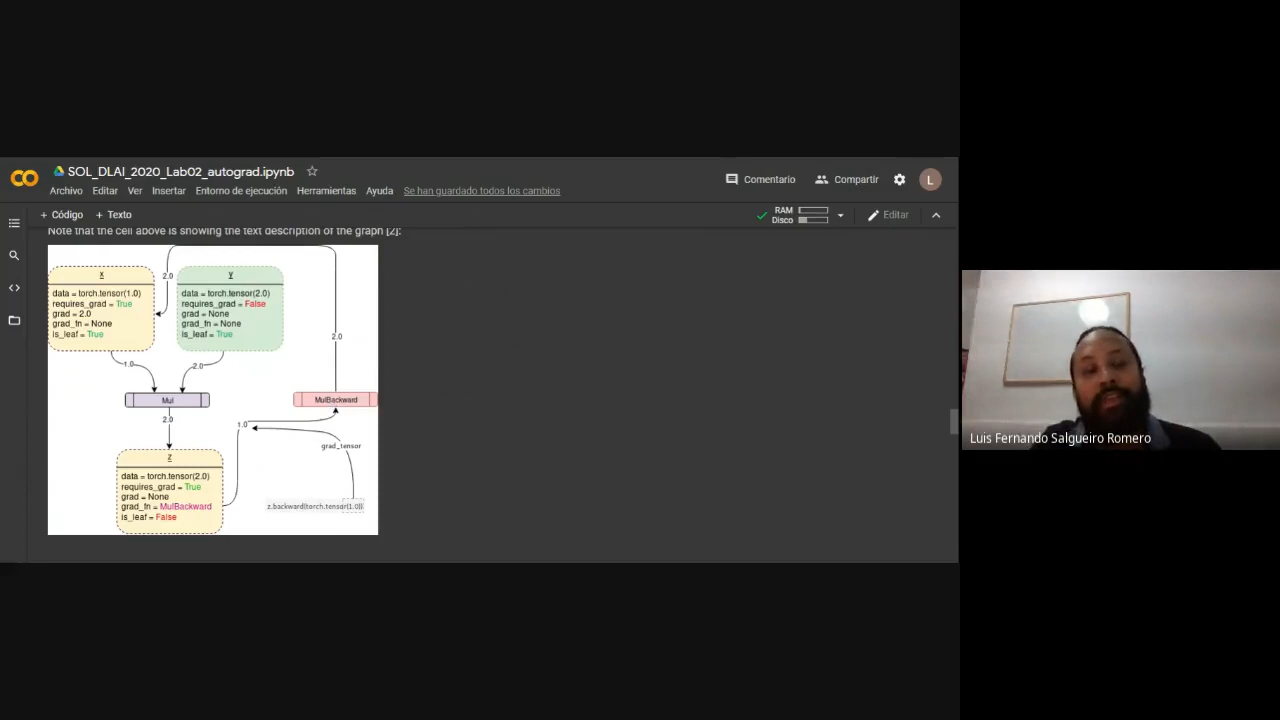 SOL_DLAI_2020_Lab02_autograd.ipynb
Archivo Editar Ver Insertar Entorno de ejecución Herramientas Ayuda Se han guardado todos los cambios
Comentario Compartir L
+ Código + Texto
RAM
Disco
Editar
Note that the cell above is showing the text description of the graph [2]:
x
data = torch.tensor(1.0)
requires_grad = True
grad = 2.0
grad_fn = None
is_leaf = True
2.0
y
data = torch.tensor(2.0)
requires_grad = False
grad = None
grad_fn = None
is_leaf = True
2.0
1.0
2.0
Mul
MulBackward
2.0
1.0
grad_tensor
z
data = torch.tensor(2.0)
requires_grad = True
grad = None
grad_fn = MulBackward
is_leaf = False
z.backward(torch.tensor(1.0))
Luis Fernando Salgueiro Romero